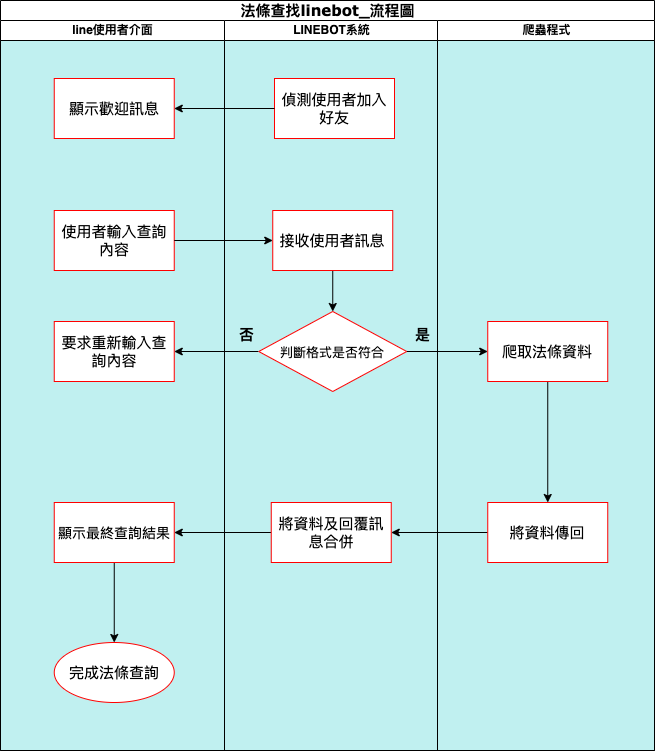 法條查找linebot_流程圖
line使用者介面
LINEBOT系統
爬蟲程式
顯示歡迎訊息
偵測使用者加入
好友
使用者輸入查詢
內容
接收使用者訊息
要求重新輸入查
詢內容
否
判斷格式是否符合
是
爬取法條資料
顯示最終查詢結果
將資料及回覆訊
息合併
將資料傳回
完成法條查詢